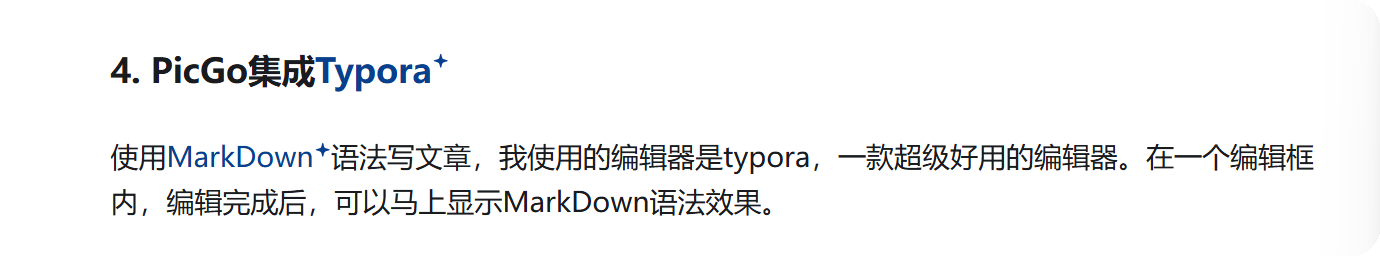 4. PicGo集成Typora
使用MarkDown语法写文章，我使用的编辑器是typora，一款超级好用的编辑器。在一个编辑框
内，编辑完成后，可以马上显示MarkDown语法效果。